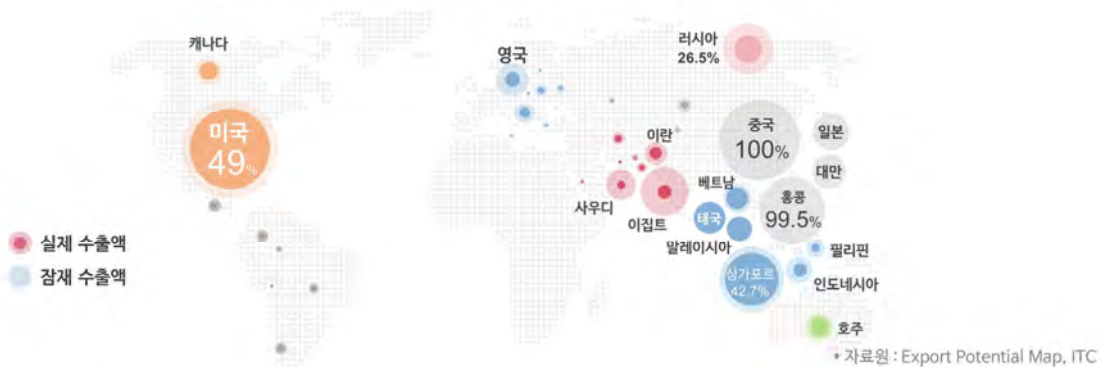 캐나다
영국
러시아
26.5%
미국
49%
중국
100%
일본
이란
대만
베트남
홍콩
99.5%
사우디
이집트
태국
말레이시아
필리핀
싱가포르
42.7%
인도네시아
실제 수출액
잠재 수출액
호주
* 자료원 : Export Potential Map, ITC